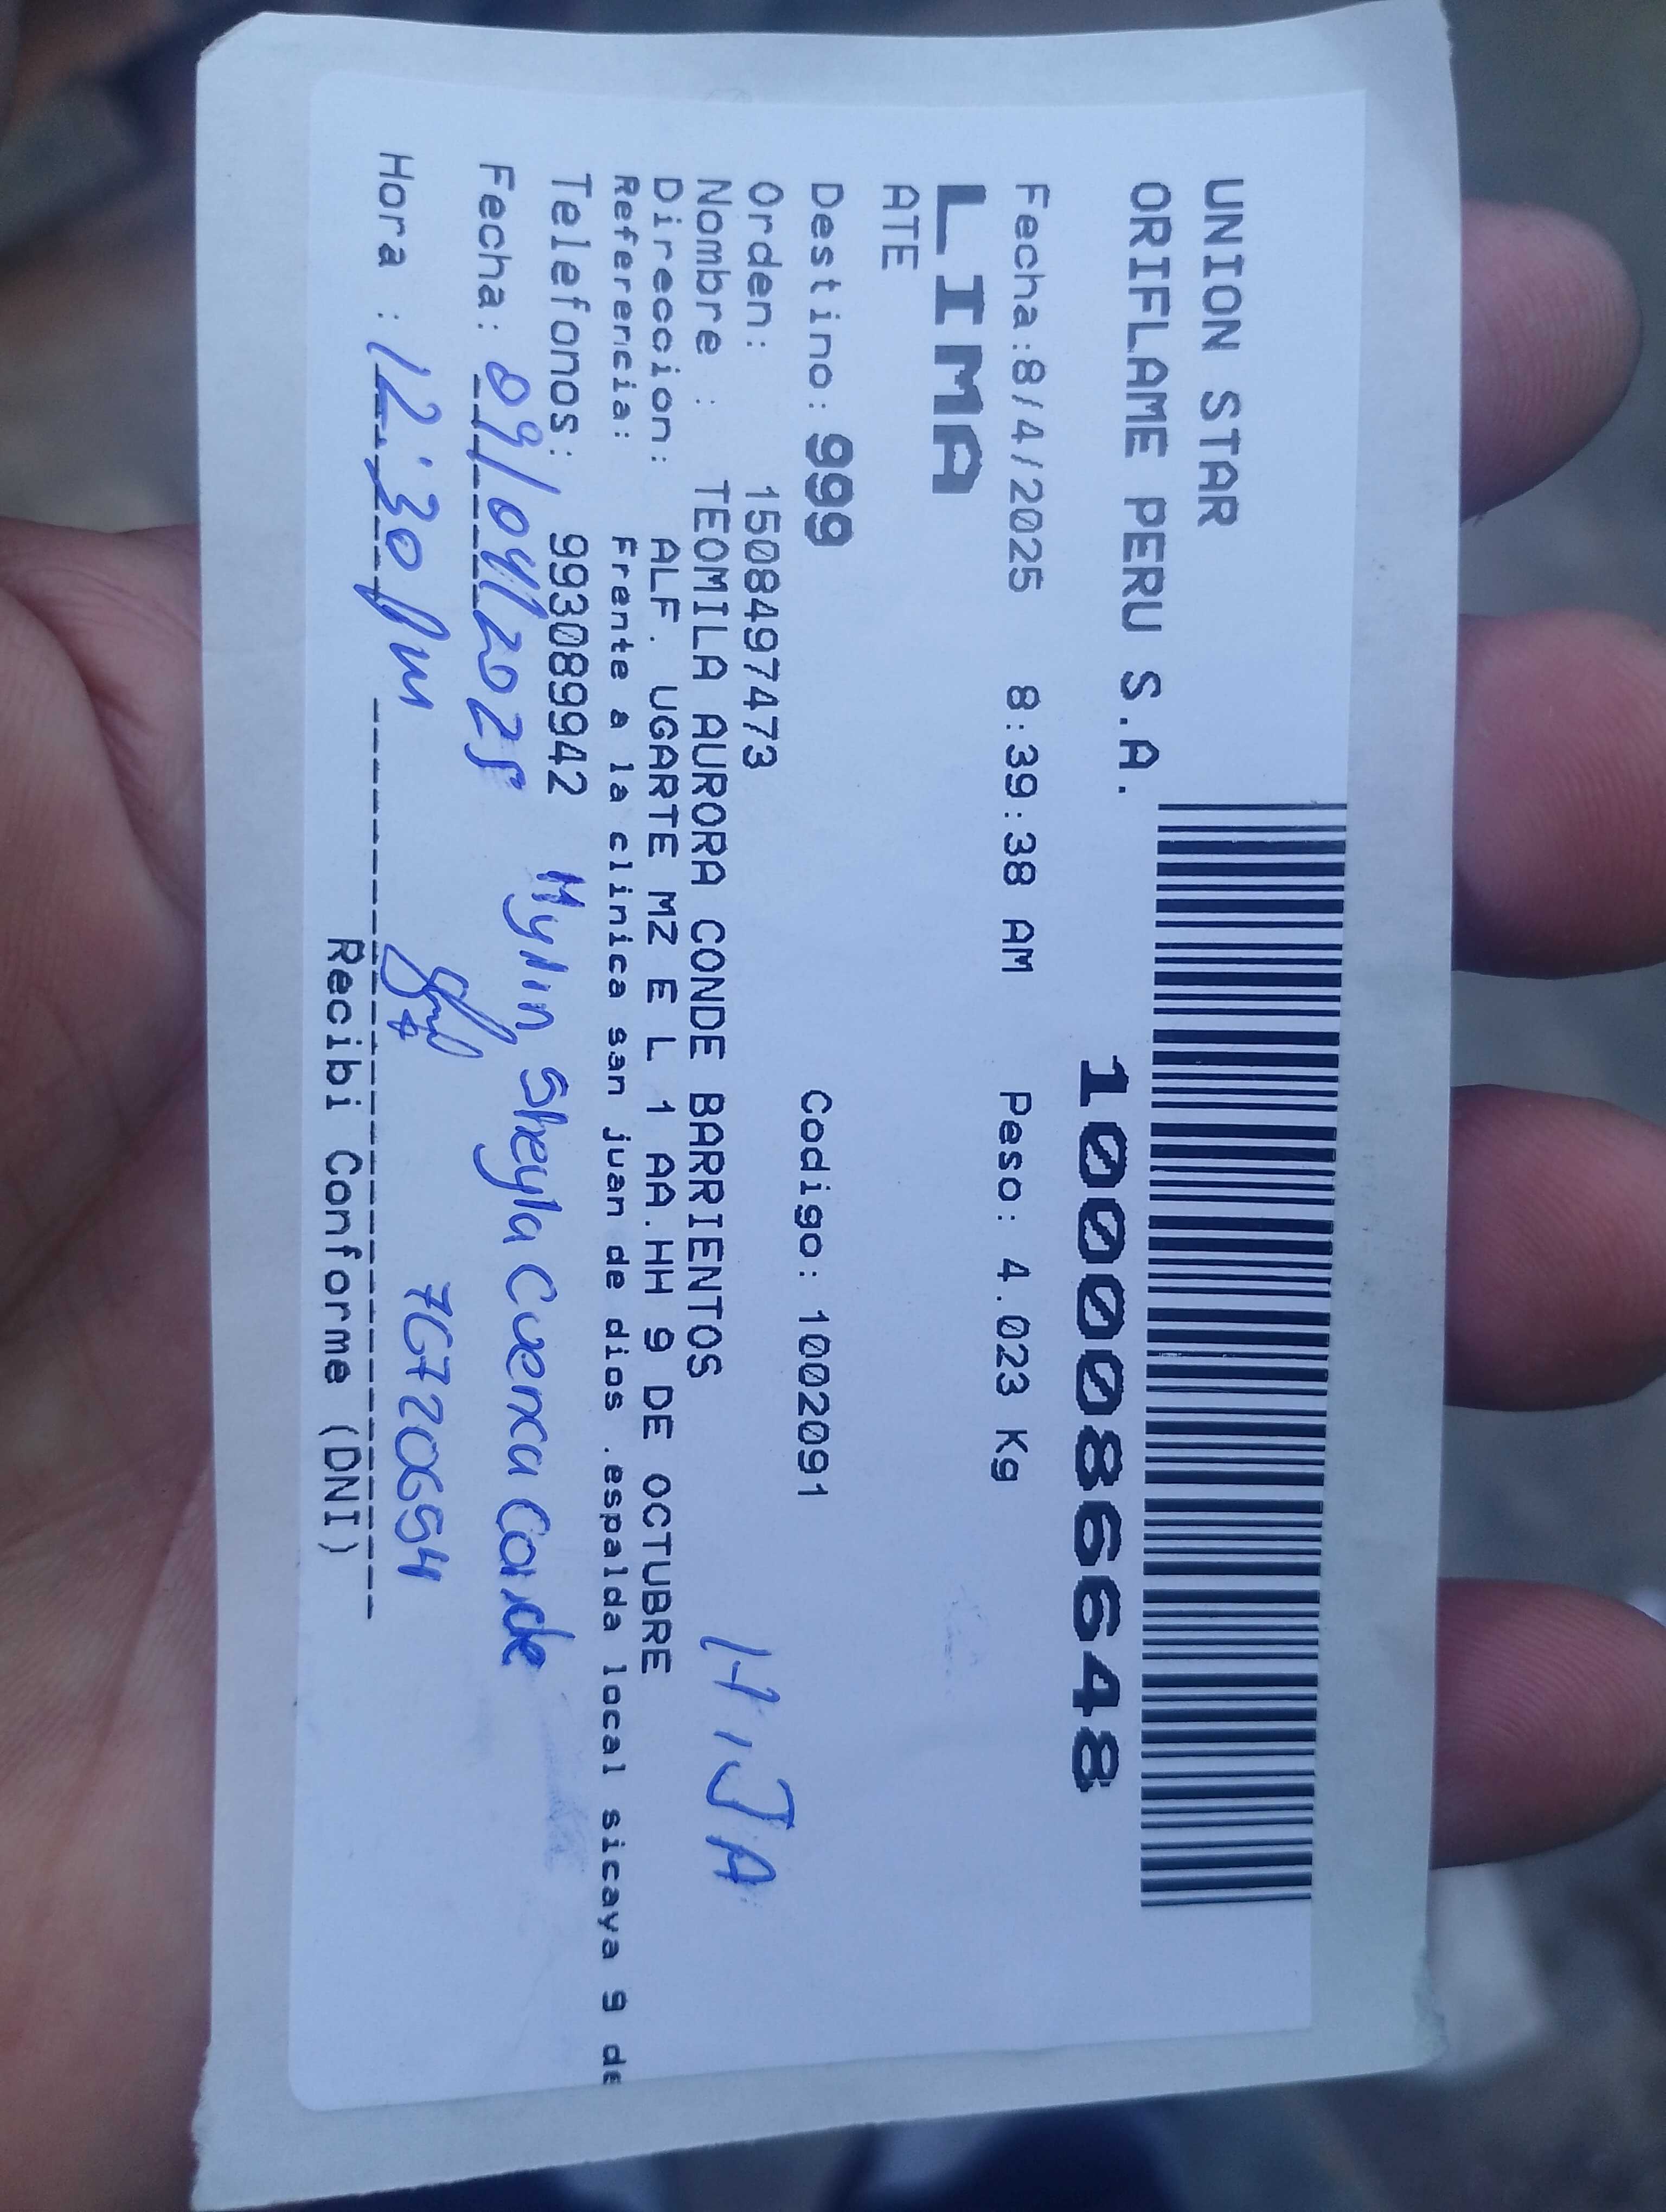 UNION STAR
ORIFLAME PERU S.A.
1000086648
Fecha:8/4/2025 8:39:38 AM Peso: 4.023 Kg
LIMA
ATE
Destino: 999 Codigo: 1002091
Orden: 1508497473
Nombre : TEOMILA AURORA CONDE BARRIENTOS HIJA
Direccion: ALF. UGARTE MZ E L 1 AA.HH 9 DE OCTUBRE
Referencia: Frente a la clinica san juan de dios .espalda local sicaya 9 de
Telefonos: 993089942 Mylin Sheyla Cuenca Conde
Fecha: 09/04/2025
Hora : 12:30 pm 76720654
Recibi Conforme (DNI)